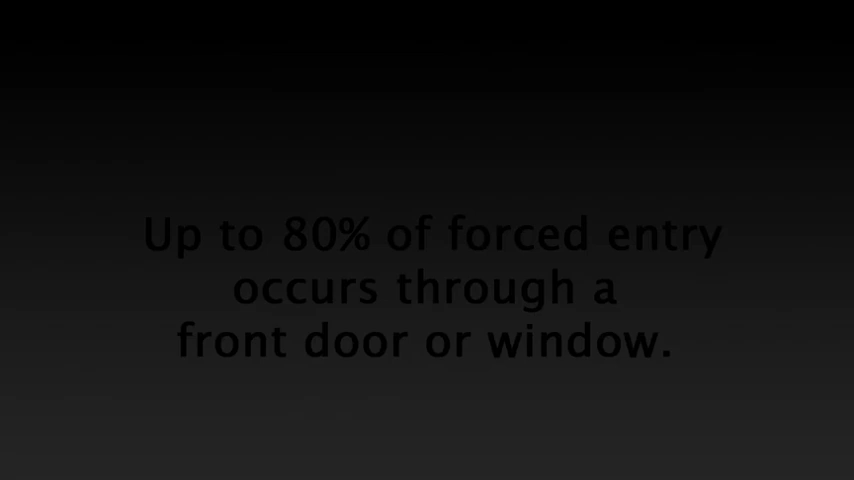 Up to 80% of forced entry
occurs through a
front door or window.